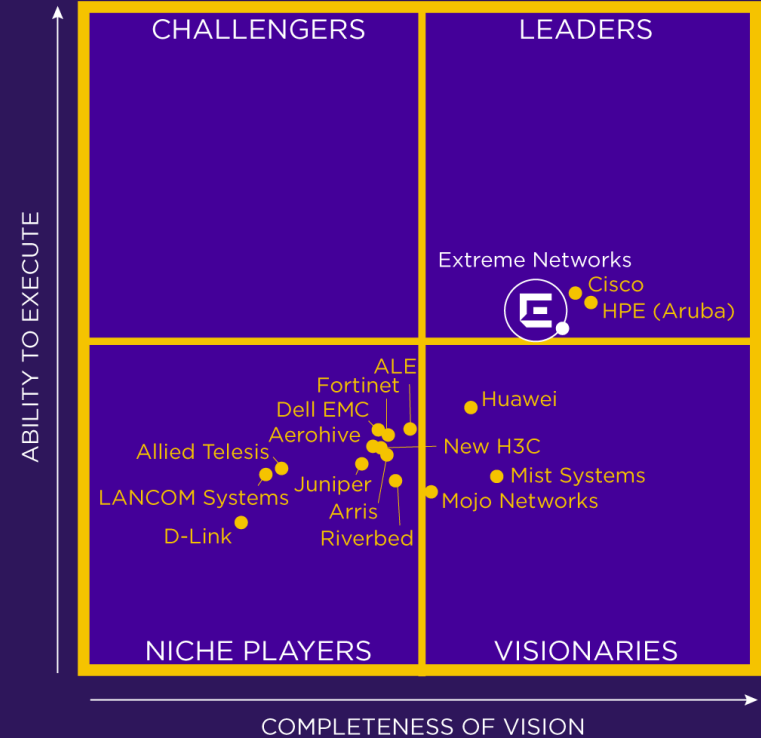 CHALLENGERS
LEADERS
ABILITY TO EXECUTE
Extreme Networks
Cisco
HPE (Aruba)
E
ALE
Fortinet
Dell EMC
Aerohive
Huawei
New H3C
Allied Telesis
Juniper
Mist Systems
LANCOM Systems
Arris
Mojo Networks
D-Link
Riverbed
NICHE PLAYERS
VISIONARIES
COMPLETENESS OF VISION